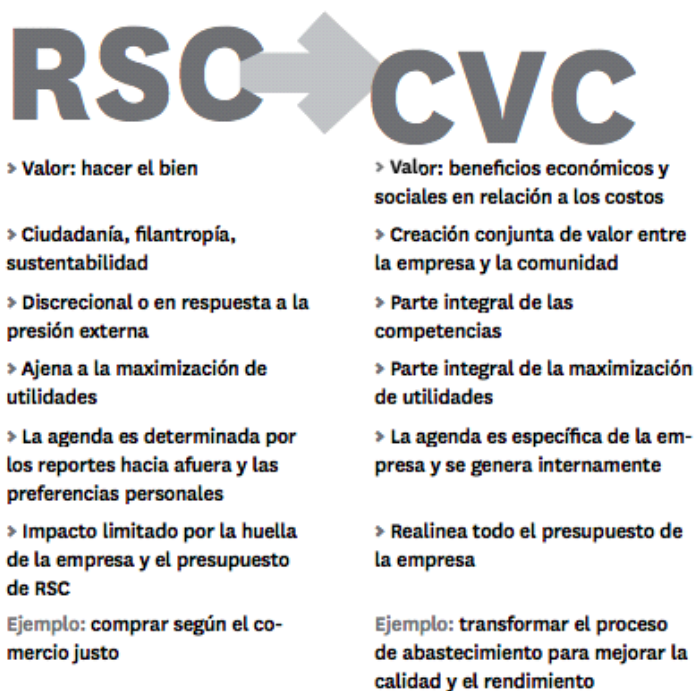 RSC
CVC
> Valor: hacer el bien
> Valor: beneficios económicos y
sociales en relación a los costos
> Ciudadanía, filantropía,
sustentabilidad
> Creación conjunta de valor entre
la empresa y la comunidad
> Discrecional o en respuesta a la
presión externa
> Parte integral de las
competencias
> Ajena a la maximización de
utilidades
> Parte integral de la maximización
de utilidades
> La agenda es determinada por
los reportes hacia afuera y las
preferencias personales
> La agenda es específica de la em-
presa y se genera internamente
> Impacto limitado por la huella
de la empresa y el presupuesto
de RSC
> Realinea todo el presupuesto de
la empresa
Ejemplo: comprar según el co-
mercio justo
Ejemplo: transformar el proceso
de abastecimiento para mejorar la
calidad y el rendimiento